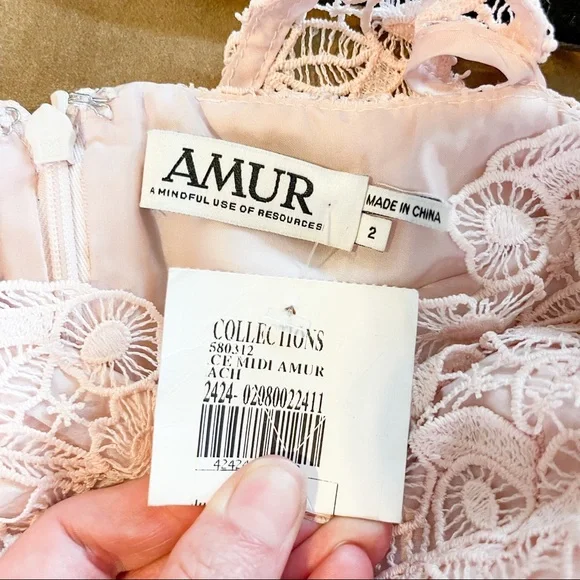 AMUR
A MINDFUL USE OF RESOURCES
MADE IN CHINA
2
COLLECTIONS
580312
CE MIDI AMUR
ACH
2424- 02080022411